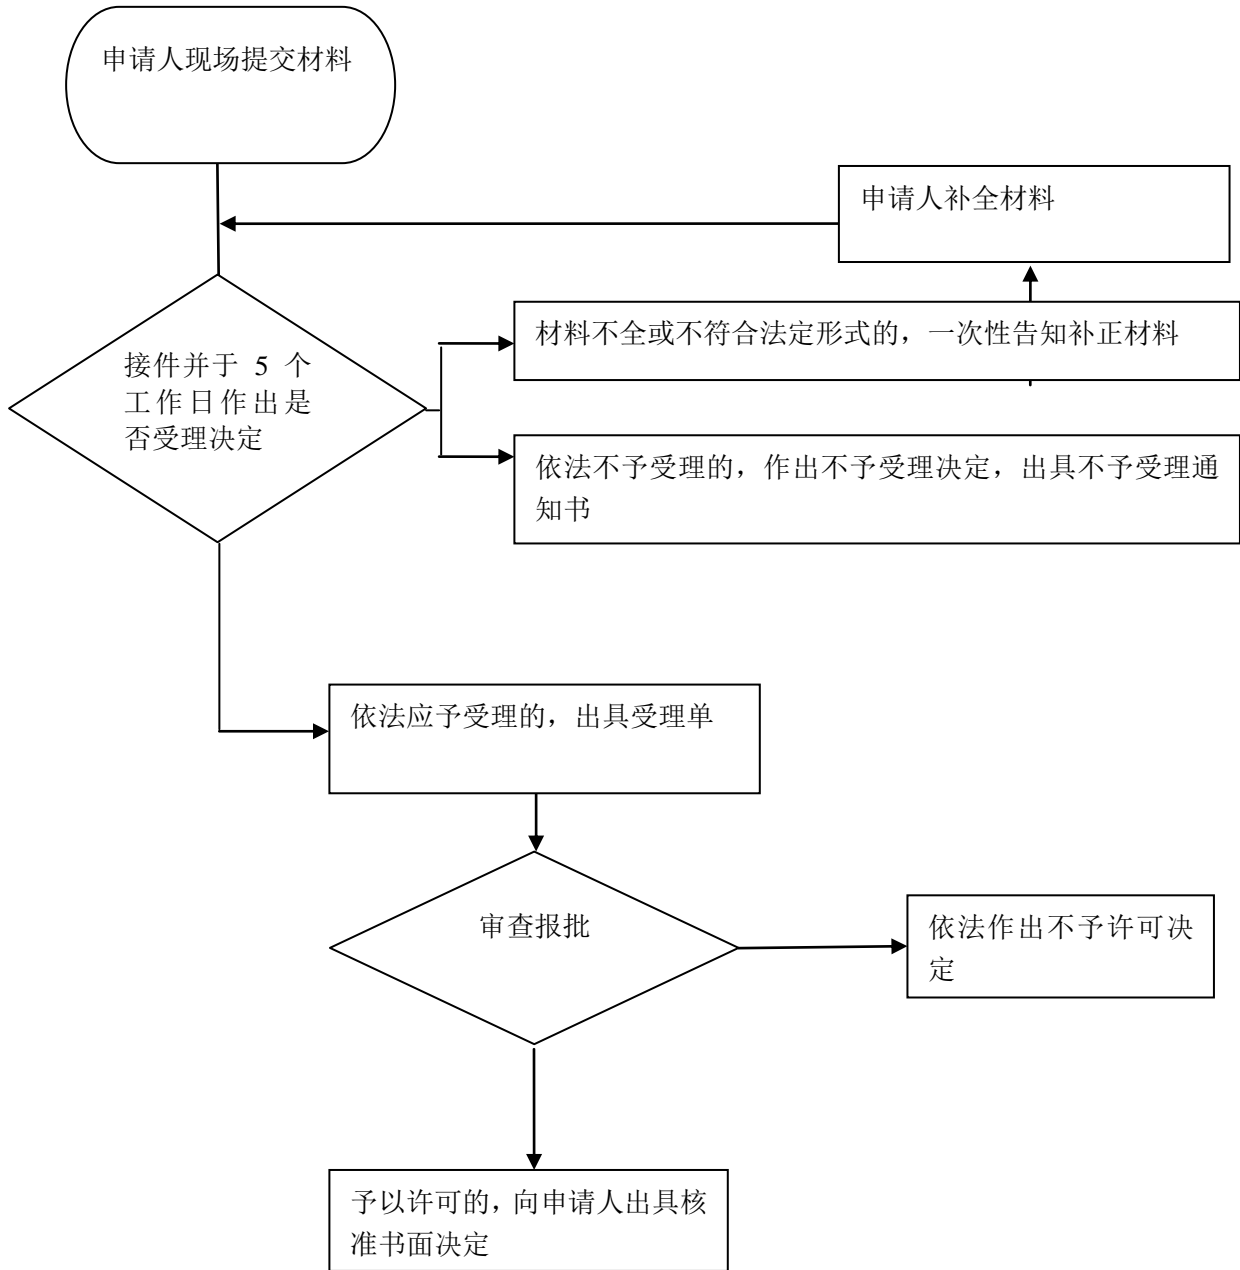 申请人现场提交材料
申请人补全材料
材料不全或不符合法定形式的，一次性告知补正材料
接件并于 5 个
工作日作出是
否受理决定
依法不予受理的，作出不予受理决定，出具不予受理通
知书
依法应予受理的，出具受理单
审查报批
依法作出不予许可决
定
予以许可的，向申请人出具核
准书面决定